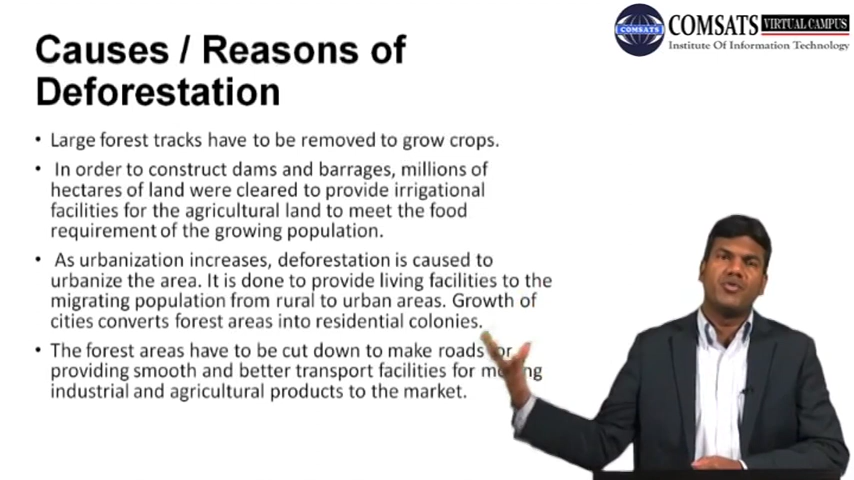 Causes / Reasons of
Deforestation
COMSATS
COMSATS VIRTUAL CAMPUS
Institute Of Information Technology
• Large forest tracks have to be removed to grow crops.
• In order to construct dams and barrages, millions of
hectares of land were cleared to provide irrigational
facilities for the agricultural land to meet the food
requirement of the growing population.
• As urbanization increases, deforestation is caused to
urbanize the area. It is done to provide living facilities to the
migrating population from rural to urban areas. Growth of
cities converts forest areas into residential colonies.
• The forest areas have to be cut down to make roads
providing smooth and better transport facilities for
industrial and agricultural products to the market.